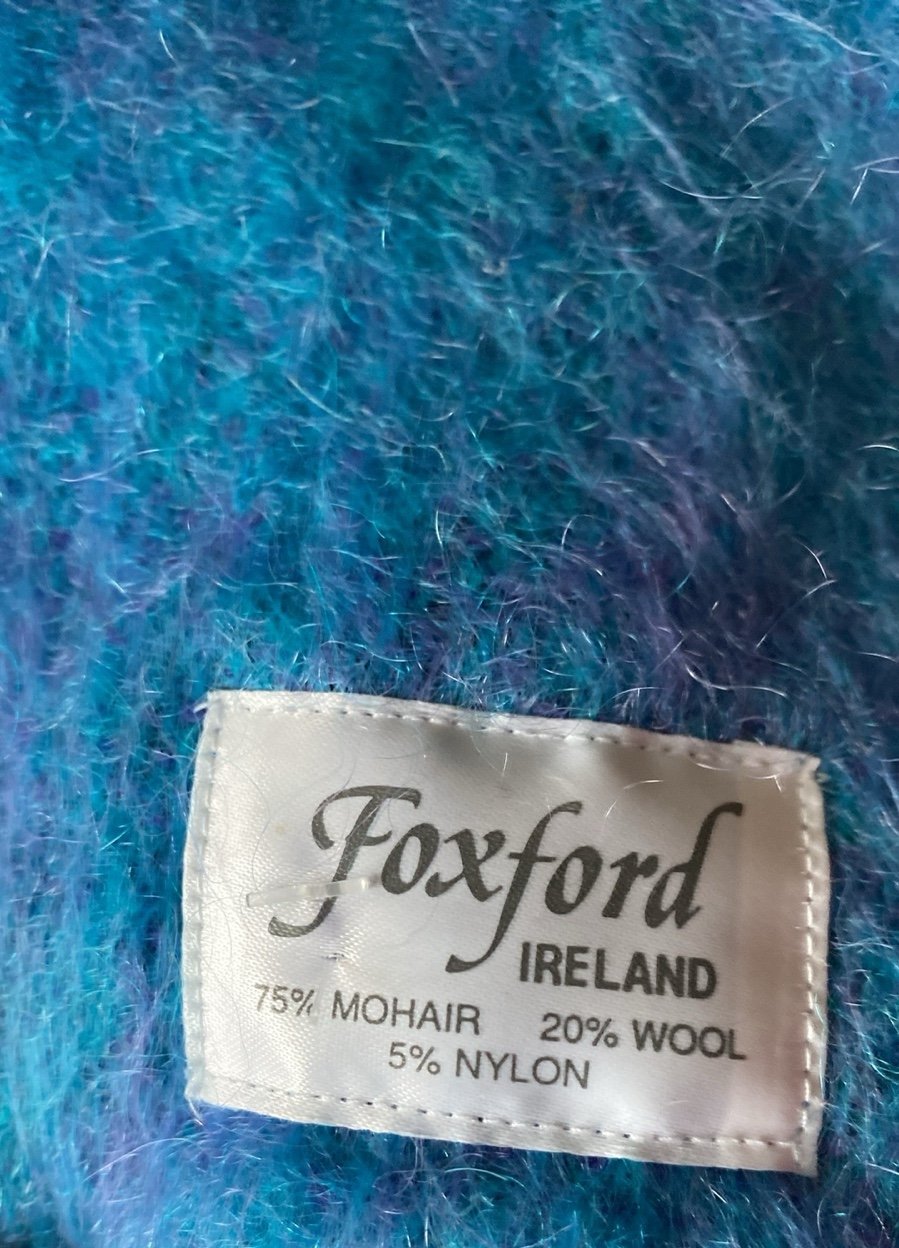 Foxford
IRELAND
75% MOHAIR 20% WOOL
5% NYLON